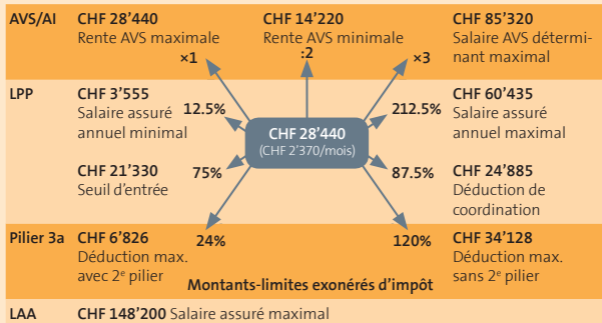 AVS/AI
CHF 28’440
Rente AVS maximale
×1
CHF 14’220
Rente AVS minimale
:2
CHF 85’320
Salaire AVS détermi-
nant maximal
×3
LPP
CHF 3’555
Salaire assuré
annuel minimal
12.5%
CHF 28’440
(CHF 2’370/mois)
212.5%
CHF 60’435
Salaire assuré
annuel maximal
CHF 21’330
Seuil d’entrée
75%
87.5%
CHF 24’885
Déduction de
coordination
Pilier 3a
CHF 6’826
Déduction max.
avec 2e pilier
24%
120%
CHF 34’128
Déduction max.
sans 2e pilier
Montants-limites exonérés d’impôt
LAA
CHF 148’200 Salaire assuré maximal